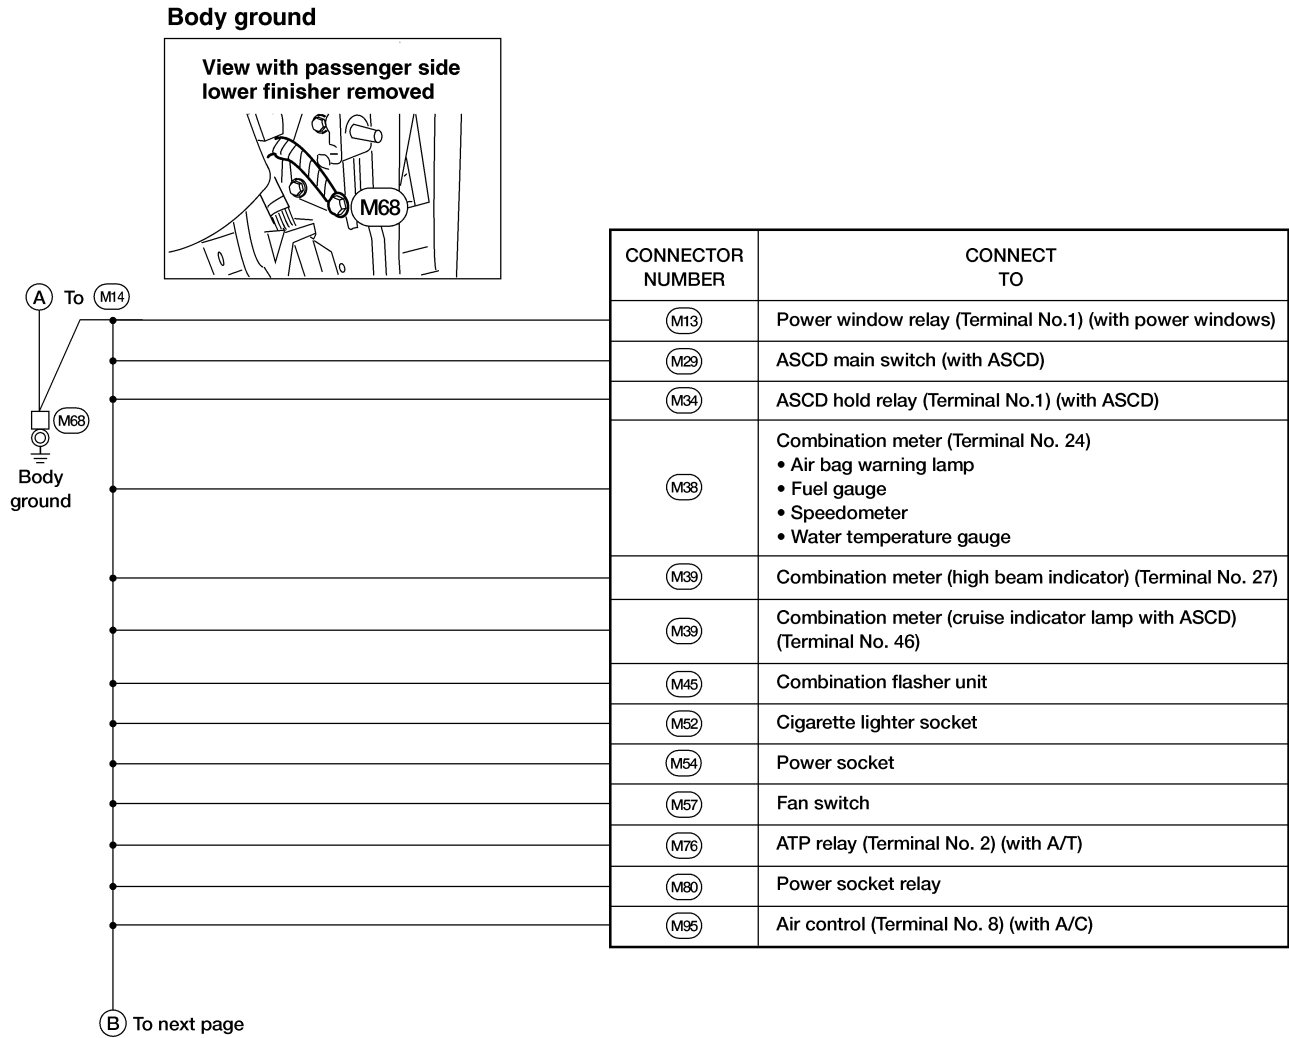 Body ground
View with passenger side
lower finisher removed
M68
A To M14
M68
Body
ground
CONNECTOR
NUMBER
CONNECT
TO
M13 Power window relay (Terminal No.1) (with power windows)
M29 ASCD main switch (with ASCD)
M34 ASCD hold relay (Terminal No.1) (with ASCD)
M38
Combination meter (Terminal No. 24)
• Air bag warning lamp
• Fuel gauge
• Speedometer
• Water temperature gauge
M39 Combination meter (high beam indicator) (Terminal No. 27)
M39
Combination meter (cruise indicator lamp with ASCD)
(Terminal No. 46)
M45 Combination flasher unit
M52 Cigarette lighter socket
M54 Power socket
M57 Fan switch
M76 ATP relay (Terminal No. 2) (with A/T)
M80 Power socket relay
M95 Air control (Terminal No. 8) (with A/C)
B To next page